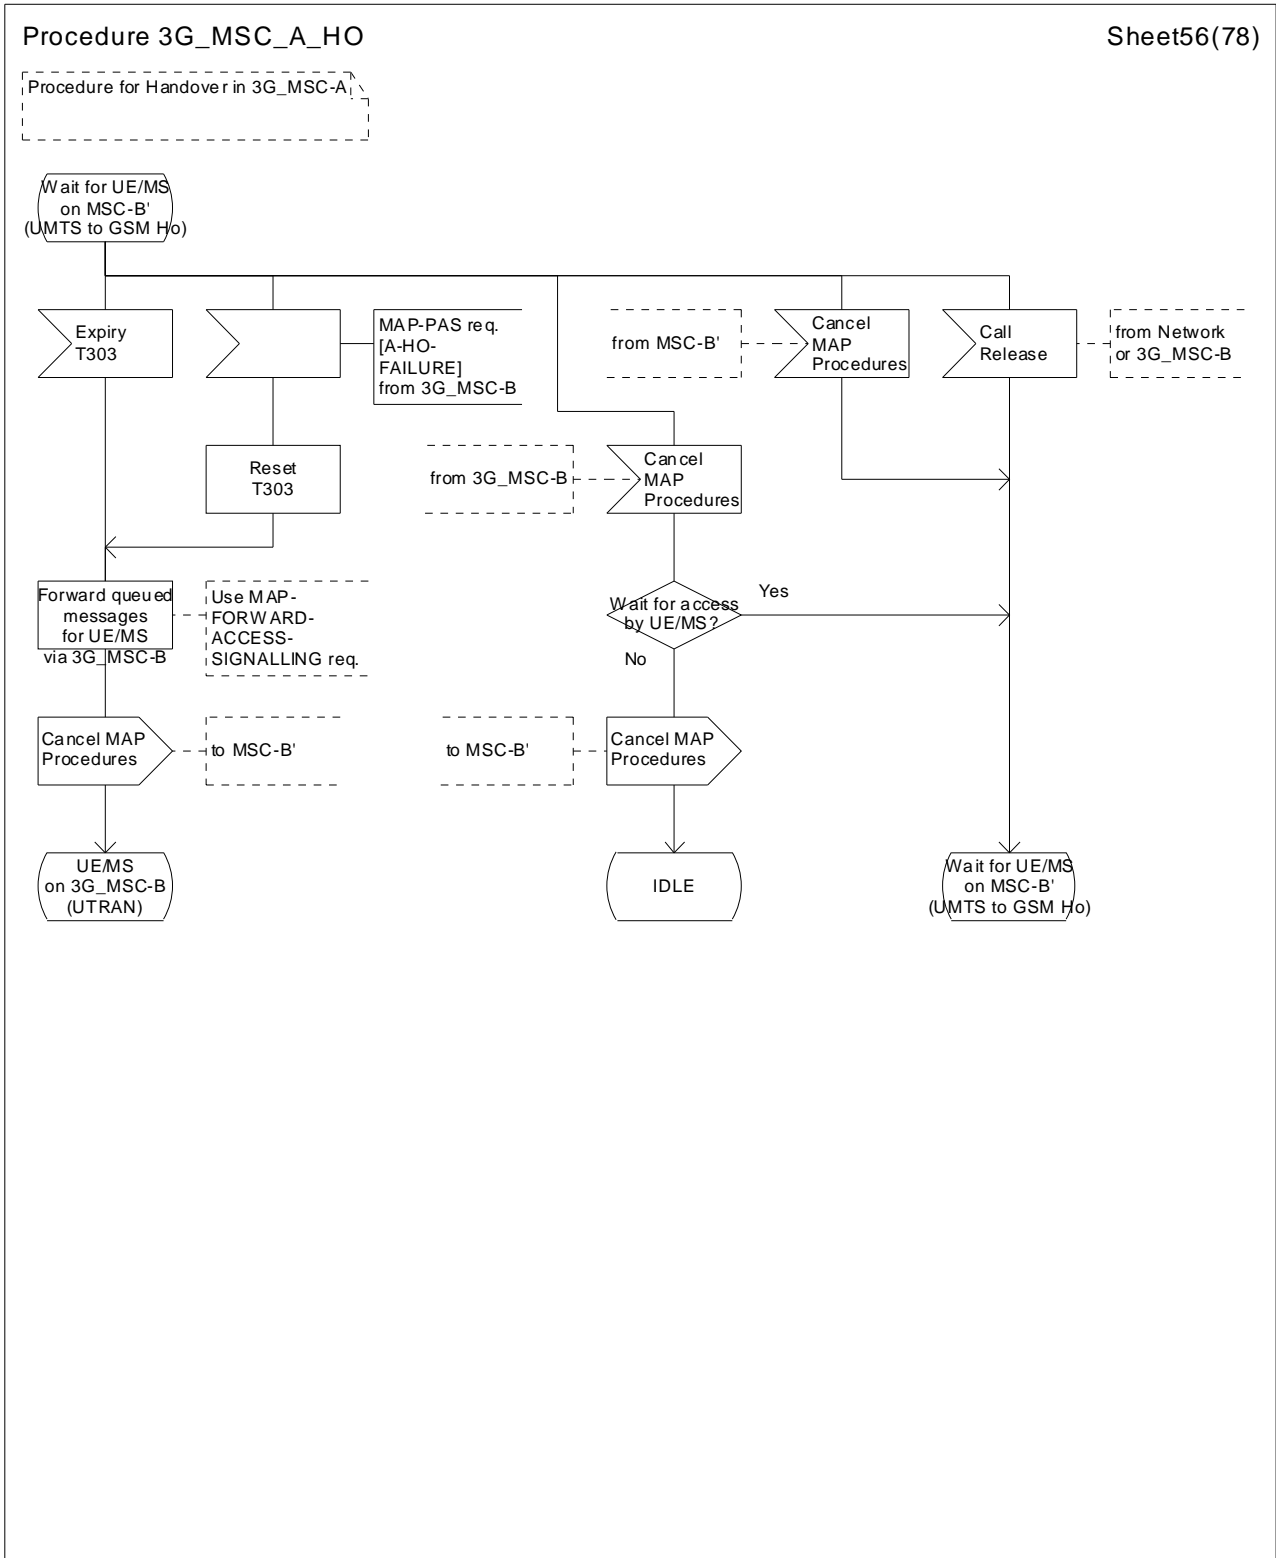 Procedure 3G_MSC_A_HO
Sheet56(78)
Procedure for Handover in 3G_MSC-A
Wait for UE/MS
on MSC-B'
(UMTS to GSM Ho)
Expiry
T303
MAP-PAS req.
[A-HO-
FAILURE]
from 3G_MSC-B
from MSC-B'
Cancel
MAP
Procedures
Call
Release
from Network
or 3G_MSC-B
Reset
T303
from 3G_MSC-B
Cancel
MAP
Procedures
Forward queued
messages
for UE/MS
via 3G_MSC-B
Use MAP-
FORWARD-
ACCESS-
SIGNALLING req.
Wait for access
by UE/MS?
Yes
No
Cancel MAP
Procedures
to MSC-B'
to MSC-B'
Cancel MAP
Procedures
UE/MS
on 3G_MSC-B
(UTRAN)
IDLE
Wait for UE/MS
on MSC-B'
(UMTS to GSM Ho)